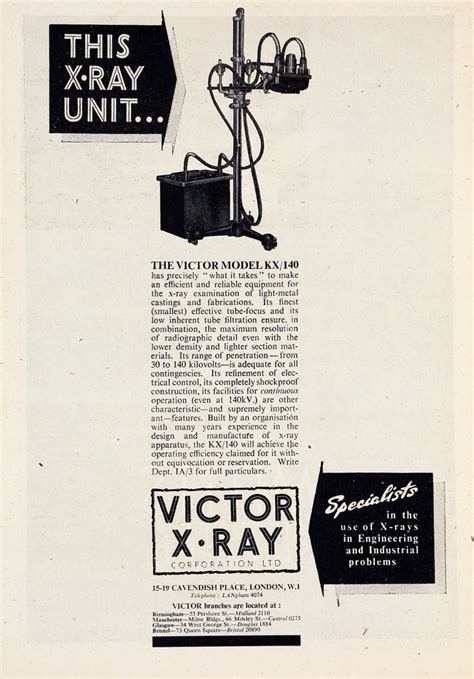 THIS
X·RAY
UNIT...
THE VICTOR MODEL KX/140
has precisely "what it takes" to make
an efficient and reliable equipment for
the x-ray examination of light-metal
castings and fabrications. Its finest
(smallest) effective tube-focus and its
low inherent tube filtration ensure, in
combination, the maximum resolution
of radiographic detail even with the
lower density and lighter section mat-
erials. Its range of penetration—from
30 to 140 kilovolts—is adequate for all
contingencies. Its refinement of elec-
trical control, its completely shockproof
construction, its facilities for continuous
operation (even at 140kV.) are other
characteristic—and supremely import-
ant—features. Built by an organisation
with many years experience in the
design and manufacture of x-ray
apparatus, the KX/140 will achieve the
operating efficiency claimed for it with-
out equivocation or reservation. Write
Dept. IA/3 for full particulars.
VICTOR
X·RAY
CORPORATION LTD
Specialists
in the
use of X-rays
in Engineering
and Industrial
problems
15-19 CAVENDISH PLACE, LONDON, W.1
Telephone: LANgham 4074
VICTOR branches are located at:
Birmingham—55 Pershore St.—Midland 2110
Manchester—Milne Bldgs., 66 Mosley St.—Central 0275
Glasgow—34 West George St.—Douglas 1884
Bristol—73 Queen Square—Bristol 20890